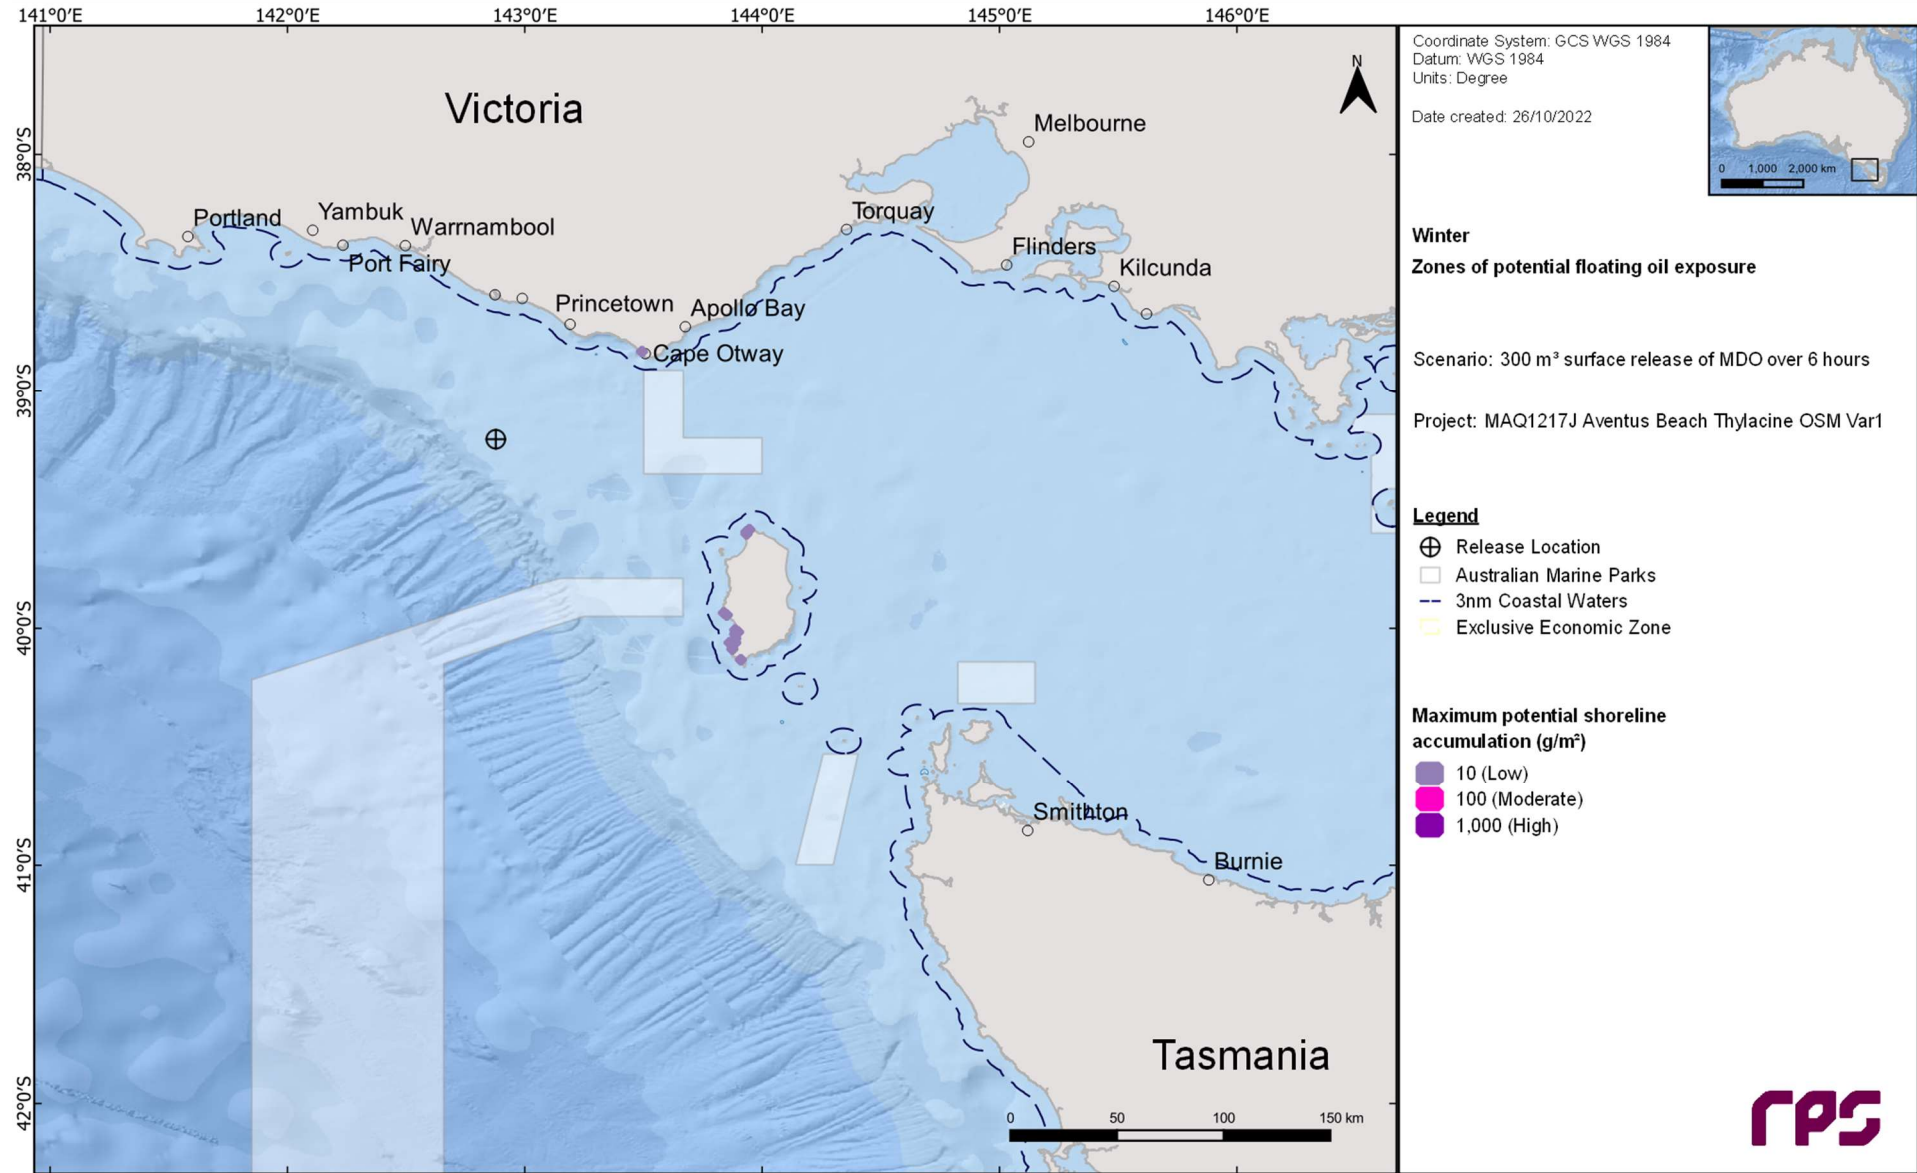 141°0'E 142°0'E 143°0'E 144°0'E 145°0'E 146°0'E
38°0'S
39°0'S
40°0'S
41°0'S
42°0'S
Victoria
N
Melbourne
Portland
Yambuk
Warrnambool
Port Fairy
Torquay
Flinders
Kilcunda
Princetown
Apollo Bay
Cape Otway
Smithton
Burnie
Tasmania
0 50 100 150 km
Coordinate System: GCS WGS 1984
Datum: WGS 1984
Units: Degree
Date created: 26/10/2022
0 1,000 2,000 km
Winter
Zones of potential floating oil exposure
Scenario: 300 m³ surface release of MDO over 6 hours
Project: MAQ1217J Aventus Beach Thylacine OSM Var1
Legend
Release Location
Australian Marine Parks
3nm Coastal Waters
Exclusive Economic Zone
Maximum potential shoreline
accumulation (g/m²)
10 (Low)
100 (Moderate)
1,000 (High)
rps